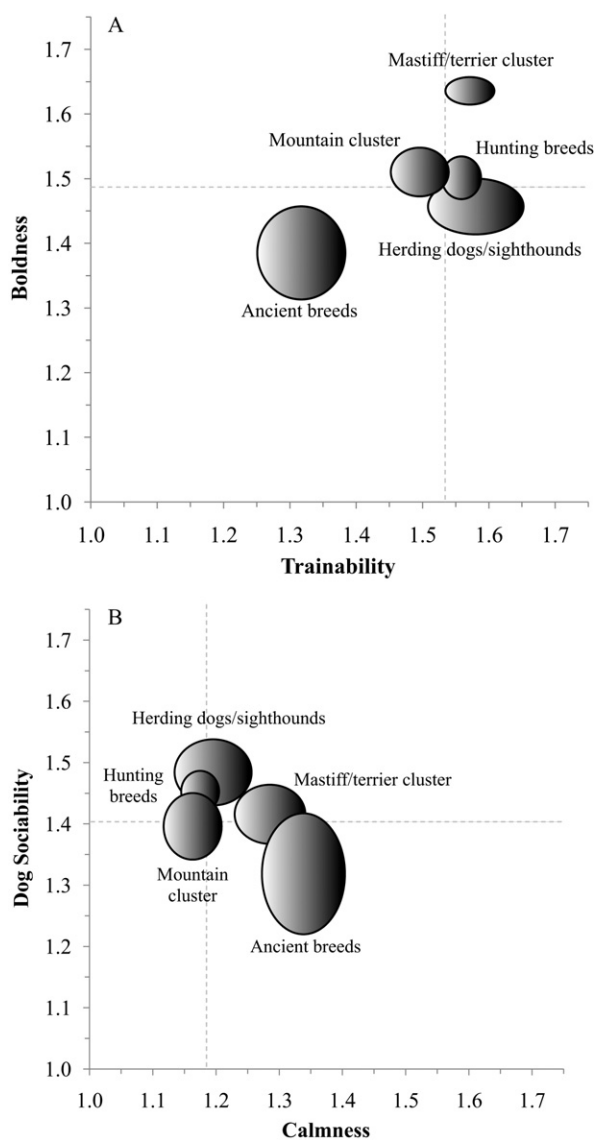 A
1.7
Mastiff/terrier cluster
1.6
Mountain cluster
Hunting breeds
1.5
Boldness
1.4
Herding dogs/sighthounds
1.3
Ancient breeds
1.2
1.1
1.0
1.0 1.1 1.2 1.3 1.4 1.5 1.6 1.7
Trainability
B
1.7
1.6
Herding dogs/sighthounds
1.5
Hunting
breeds
Mastiff/terrier cluster
1.4
Dog Sociability
Mountain
cluster
1.3
Ancient breeds
1.2
1.1
1.0
1.0 1.1 1.2 1.3 1.4 1.5 1.6 1.7
Calmness